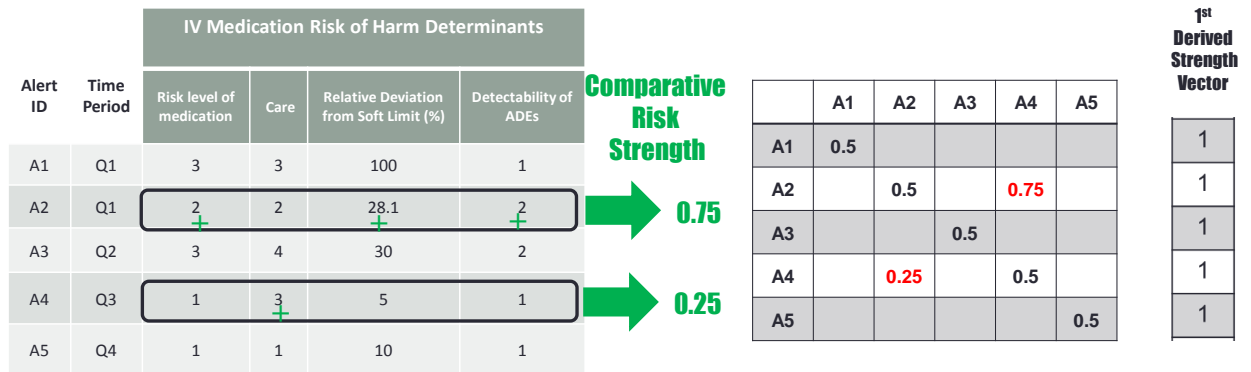 IV Medication Risk of Harm Determinants
Alert ID
Time Period
Risk level of medication
Care
Relative Deviation from Soft Limit (%)
Detectability of ADEs
A1 Q1 3 3 100 1
A2 Q1 2 2 28.1 2
+ + +
A3 Q2 3 4 30 2
A4 Q3 1 3 5 1
+
A5 Q4 1 1 10 1
Comparative
Risk
Strength
0.75
0.25
A1 A2 A3 A4 A5
A1 0.5
A2 0.5 0.75
A3 0.5
A4 0.25 0.5
A5 0.5
1st
Derived
Strength
Vector
1
1
1
1
1